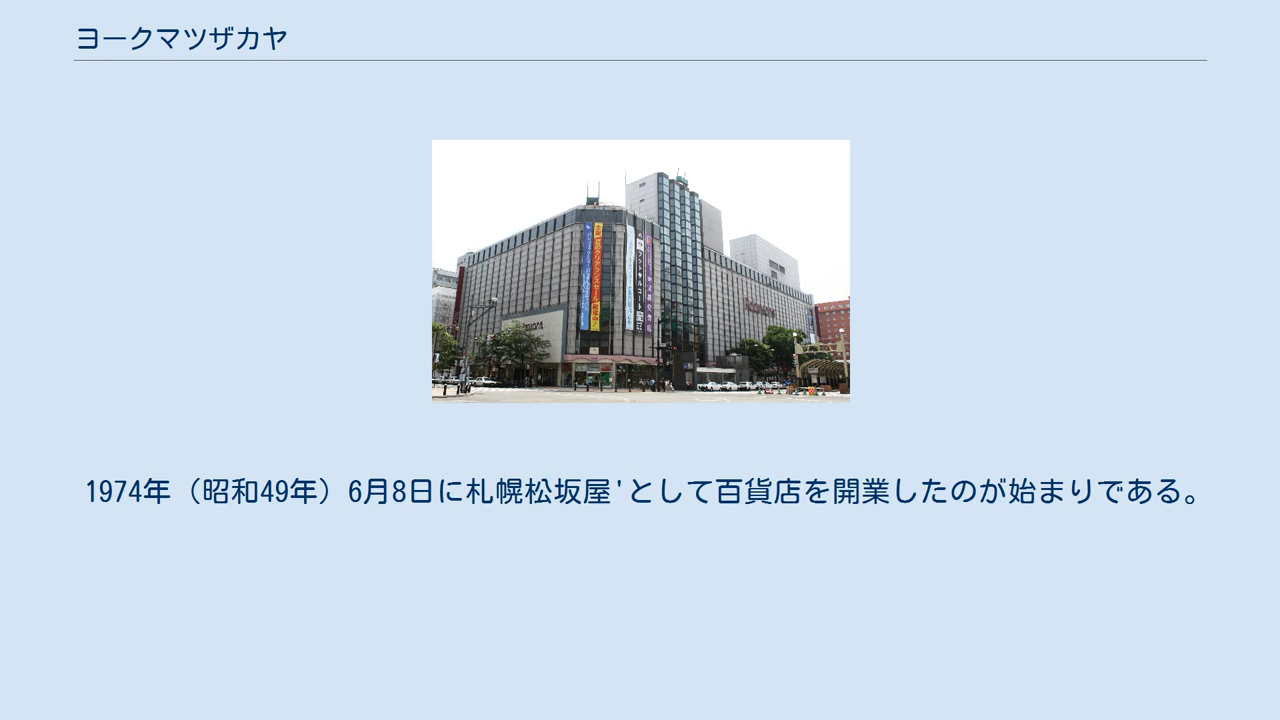 ヨークマツザカヤ
1974年（昭和49年）6月8日に札幌松坂屋'として百貨店を開業したのが始まりである。